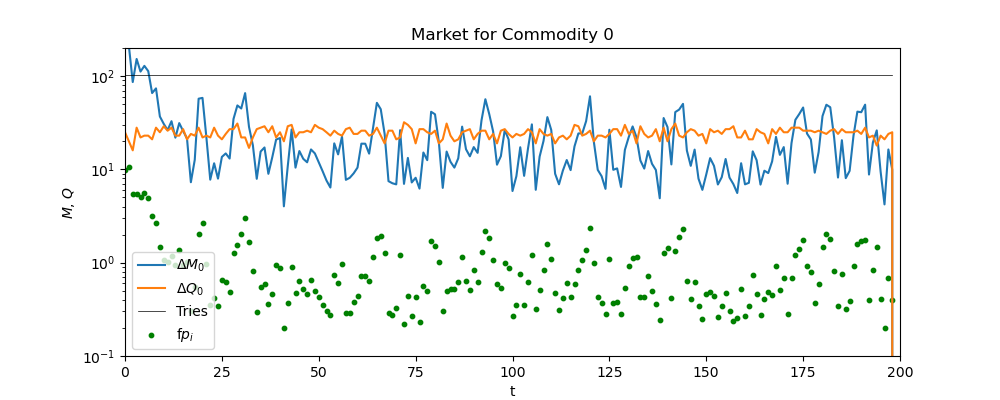 Market for Commodity 0
M, Q
10²
10¹
10⁰
10⁻¹
ΔM₀
ΔQ₀
Tries
fpᵢ
0 25 50 75 100 125 150 175 200
t